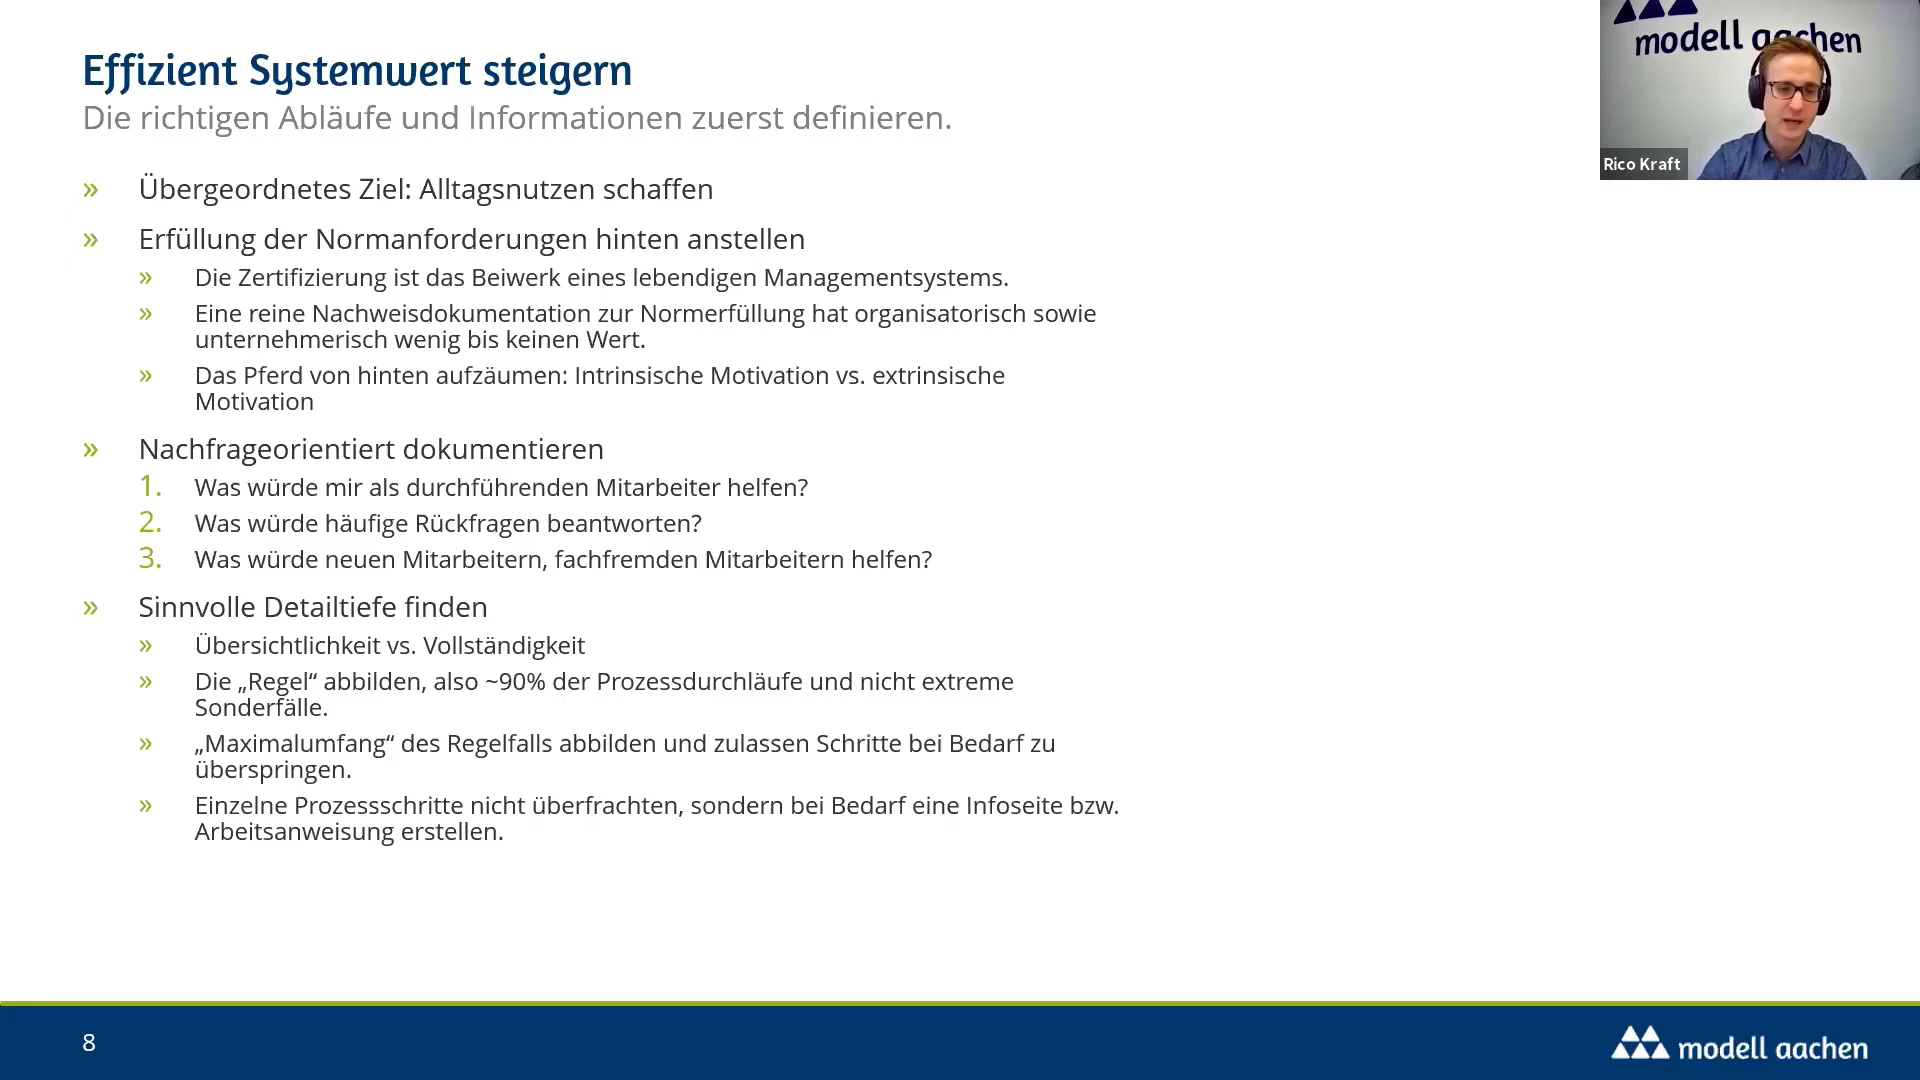 Effizient Systemwert steigern
Die richtigen Abläufe und Informationen zuerst definieren.
modell aachen
Rico Kraft
» Übergeordnetes Ziel: Alltagsnutzen schaffen
» Erfüllung der Normanforderungen hinten anstellen
» Die Zertifizierung ist das Beiwerk eines lebendigen Managementsystems.
» Eine reine Nachweisdokumentation zur Normerfüllung hat organisatorisch sowie
unternehmerisch wenig bis keinen Wert.
» Das Pferd von hinten aufzäumen: Intrinsische Motivation vs. extrinsische
Motivation
» Nachfrageorientiert dokumentieren
1. Was würde mir als durchführenden Mitarbeiter helfen?
2. Was würde häufige Rückfragen beantworten?
3. Was würde neuen Mitarbeitern, fachfremden Mitarbeitern helfen?
» Sinnvolle Detailtiefe finden
» Übersichtlichkeit vs. Vollständigkeit
» Die „Regel“ abbilden, also ~90% der Prozessdurchläufe und nicht extreme
Sonderfälle.
» „Maximalumfang“ des Regelfalls abbilden und zulassen Schritte bei Bedarf zu
überspringen.
» Einzelne Prozessschritte nicht überfrachten, sondern bei Bedarf eine Infoseite bzw.
Arbeitsanweisung erstellen.
8
modell aachen